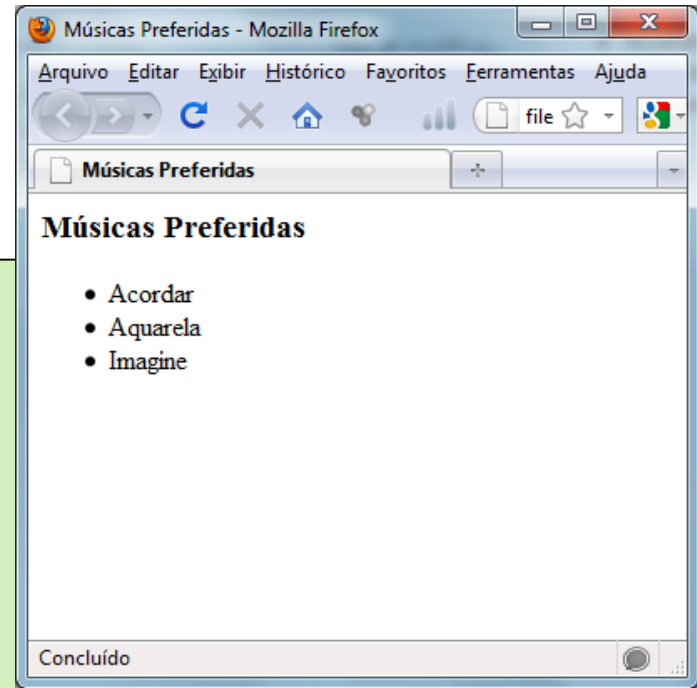 Músicas Preferidas - Mozilla Firefox
Arquivo Editar Exibir Histórico Favoritos Ferramentas Ajuda
file
Músicas Preferidas
Músicas Preferidas
• Acordar
• Aquarela
• Imagine
Concluído